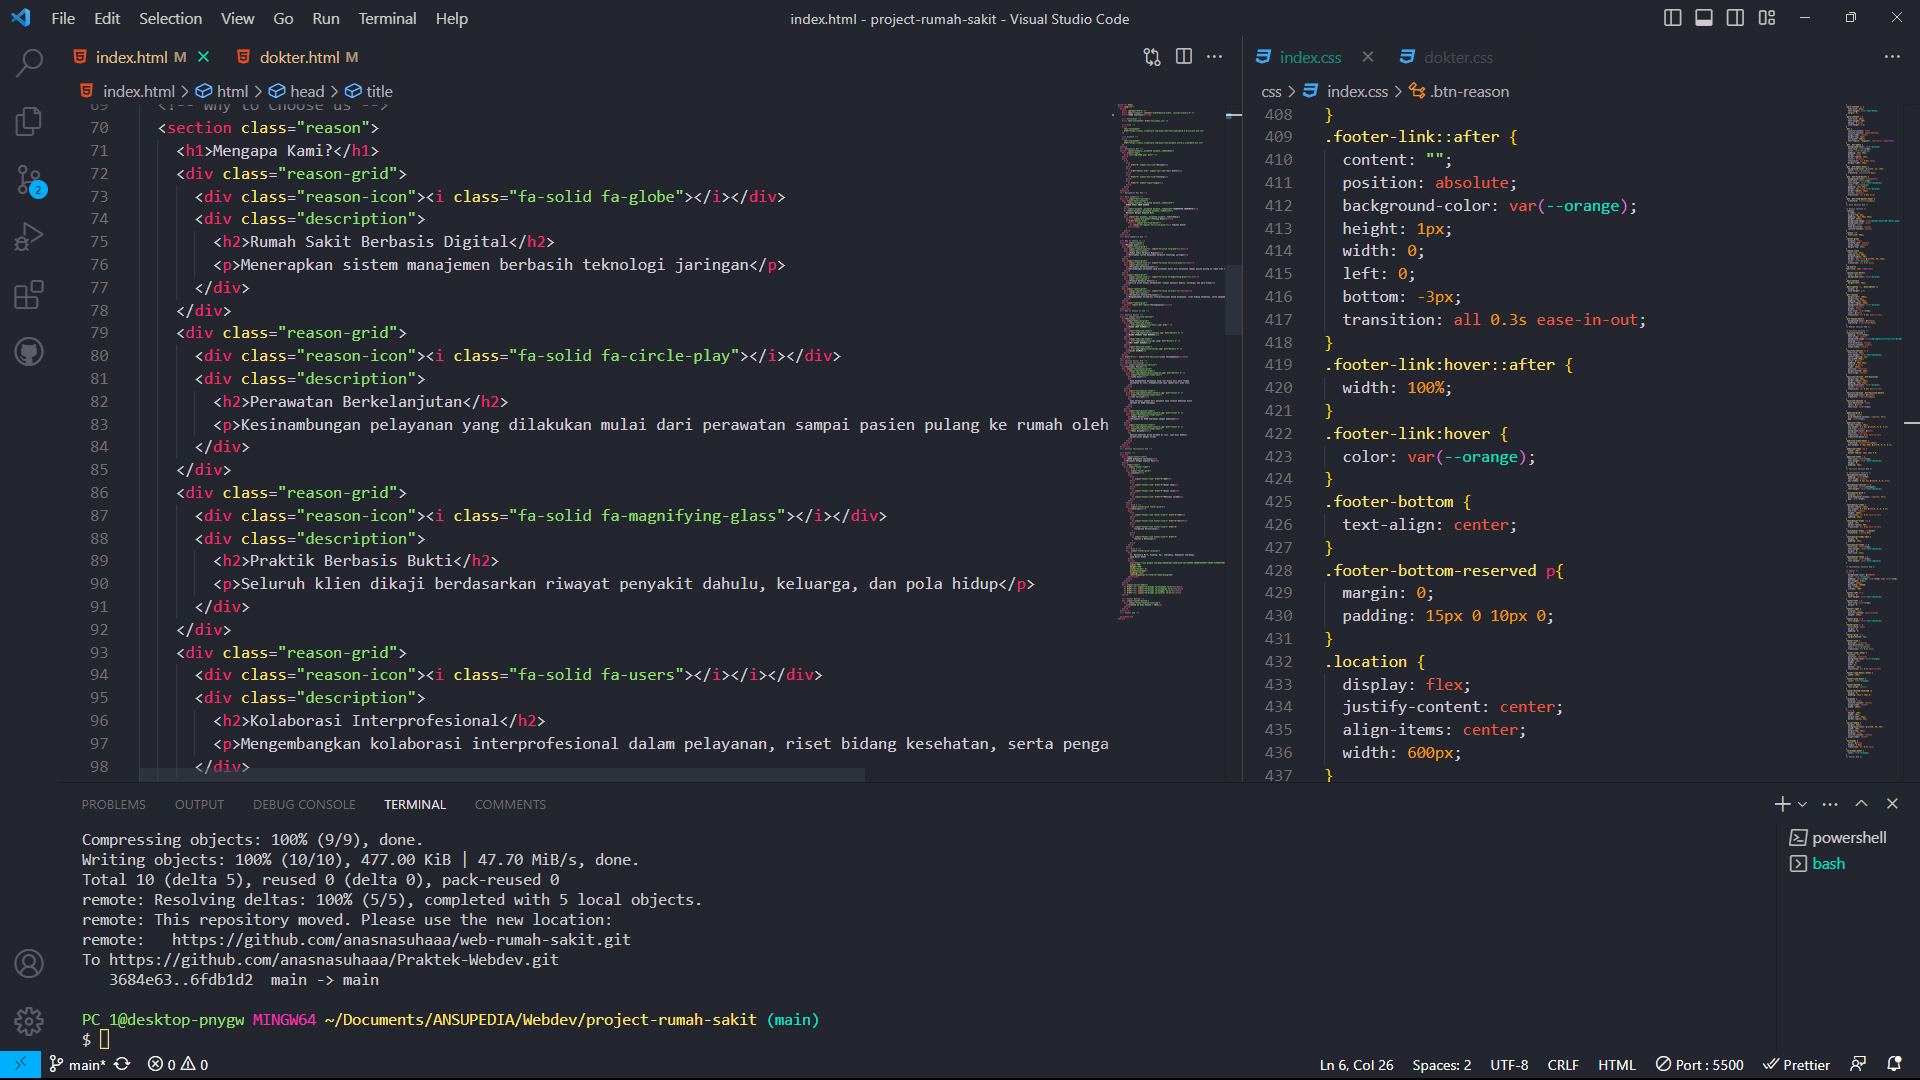 File Edit Selection View Go Run Terminal Help
index.html - project-rumah-sakit - Visual Studio Code
index.html M
dokter.html M
index.html > html > head > title
69 <!-- Why to choose us -->
70 <section class="reason">
71 <h1>Mengapa Kami?</h1>
72 <div class="reason-grid">
73 <div class="reason-icon"><i class="fa-solid fa-globe"></i></div>
74 <div class="description">
75 <h2>Rumah Sakit Berbasis Digital</h2>
76 <p>Menerapkan sistem manajemen berbasih teknologi jaringan</p>
77 </div>
78 </div>
79 <div class="reason-grid">
80 <div class="reason-icon"><i class="fa-solid fa-circle-play"></i></div>
81 <div class="description">
82 <h2>Perawatan Berkelanjutan</h2>
83 <p>Kesinambungan pelayanan yang dilakukan mulai dari perawatan sampai pasien pulang ke rumah oleh
84 </div>
85 </div>
86 <div class="reason-grid">
87 <div class="reason-icon"><i class="fa-solid fa-magnifying-glass"></i></div>
88 <div class="description">
89 <h2>Praktik Berbasis Bukti</h2>
90 <p>Seluruh klien dikaji berdasarkan riwayat penyakit dahulu, keluarga, dan pola hidup</p>
91 </div>
92 </div>
93 <div class="reason-grid">
94 <div class="reason-icon"><i class="fa-solid fa-users"></i></i></div>
95 <div class="description">
96 <h2>Kolaborasi Interprofesional</h2>
97 <p>Mengembangkan kolaborasi interprofesional dalam pelayanan, riset bidang kesehatan, serta penga
98 </div>
index.css
dokter.css
css > index.css > .btn-reason
408 }
409 .footer-link::after {
410 content: "";
411 position: absolute;
412 background-color: var(--orange);
413 height: 1px;
414 width: 0;
415 left: 0;
416 bottom: -3px;
417 transition: all 0.3s ease-in-out;
418 }
419 .footer-link:hover::after {
420 width: 100%;
421 }
422 .footer-link:hover {
423 color: var(--orange);
424 }
425 .footer-bottom {
426 text-align: center;
427 }
428 .footer-bottom-reserved p{
429 margin: 0;
430 padding: 15px 0 10px 0;
431 }
432 .location {
433 display: flex;
434 justify-content: center;
435 align-items: center;
436 width: 600px;
437 }
2
PROBLEMS OUTPUT DEBUG CONSOLE TERMINAL COMMENTS
Compressing objects: 100% (9/9), done.
Writing objects: 100% (10/10), 477.00 KiB | 47.70 MiB/s, done.
Total 10 (delta 5), reused 0 (delta 0), pack-reused 0
remote: Resolving deltas: 100% (5/5), completed with 5 local objects.
remote: This repository moved. Please use the new location:
remote: https://github.com/anasnasuhaaa/web-rumah-sakit.git
To https://github.com/anasnasuhaaa/Praktek-Webdev.git
3684e63..6fdb1d2 main -> main
PC 1@desktop-pnygw MINGW64 ~/Documents/ANSUPEDIA/Webdev/project-rumah-sakit (main)
$
powershell
bash
main* 0 0
Ln 6, Col 26 Spaces: 2 UTF-8 CRLF HTML Port : 5500 Prettier